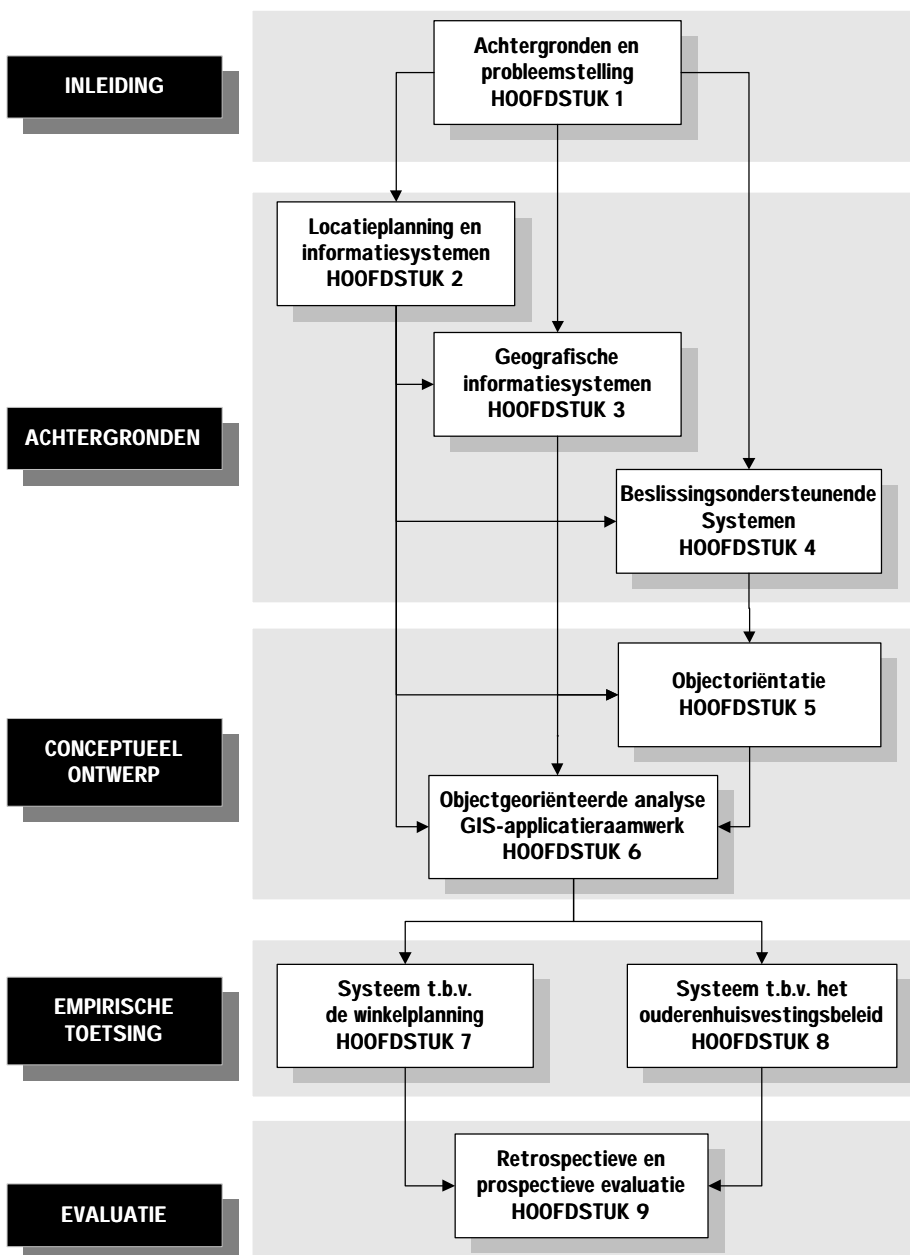 INLEIDING
Achtergronden en
probleemstelling
HOOFDSTUK 1
ACHTERGRONDEN
Locatieplanning en
informatiesystemen
HOOFDSTUK 2
Geografische
informatiesystemen
HOOFDSTUK 3
Beslissingsondersteunende
Systemen
HOOFDSTUK 4
CONCEPTUEEL
ONTWERP
Objectoriëntatie
HOOFDSTUK 5
Objectgeoriënteerde analyse
GIS-applicatieraamwerk
HOOFDSTUK 6
EMPIRISCHE
TOETSING
Systeem t.b.v.
de winkelplanning
HOOFDSTUK 7
Systeem t.b.v. het
ouderenhuisvestingsbeleid
HOOFDSTUK 8
EVALUATIE
Retrospectieve en
prospectieve evaluatie
HOOFDSTUK 9